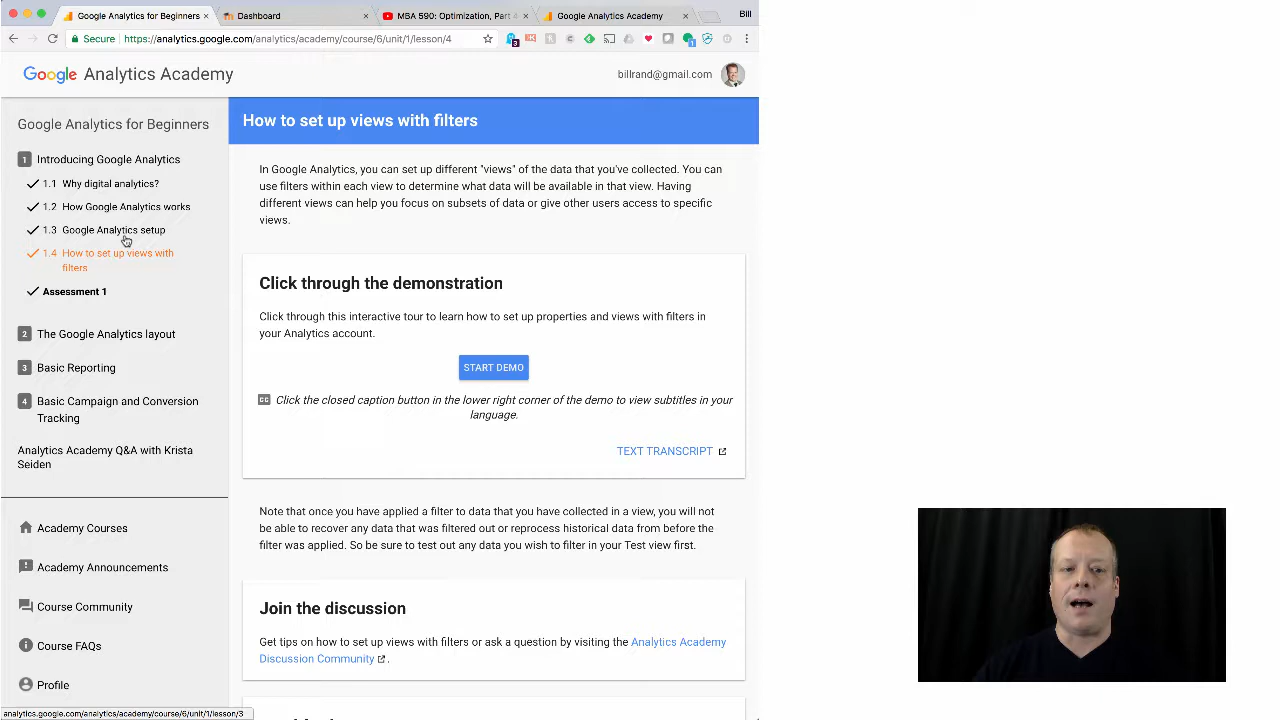 Google Analytics for Beginners
Dashboard
MBA 590: Optimization, Part
Google Analytics Academy
Bill
Secure
https://analytics.google.com/analytics/academy/course/6/unit/1/lesson/4
Google Analytics Academy
billrand@gmail.com
Google Analytics for Beginners
1 Introducing Google Analytics
1.1 Why digital analytics?
1.2 How Google Analytics works
1.3 Google Analytics setup
1.4 How to set up views with
filters
Assessment 1
2 The Google Analytics layout
3 Basic Reporting
4 Basic Campaign and Conversion
Tracking
Analytics Academy Q&A with Krista
Seiden
Academy Courses
Academy Announcements
Course Community
Course FAQs
Profile
analytics.google.com/analytics/academy/course/6/unit/1/lesson/3
How to set up views with filters
In Google Analytics, you can set up different "views" of the data that you've collected. You can
use filters within each view to determine what data will be available in that view. Having
different views can help you focus on subsets of data or give other users access to specific
views.
Click through the demonstration
Click through this interactive tour to learn how to set up properties and views with filters in
your Analytics account.
START DEMO
CC Click the closed caption button in the lower right corner of the demo to view subtitles in your
language.
TEXT TRANSCRIPT
Note that once you have applied a filter to data that you have collected in a view, you will not
be able to recover any data that was filtered out or reprocess historical data from before the
filter was applied. So be sure to test out any data you wish to filter in your Test view first.
Join the discussion
Get tips on how to set up views with filters or ask a question by visiting the Analytics Academy
Discussion Community .